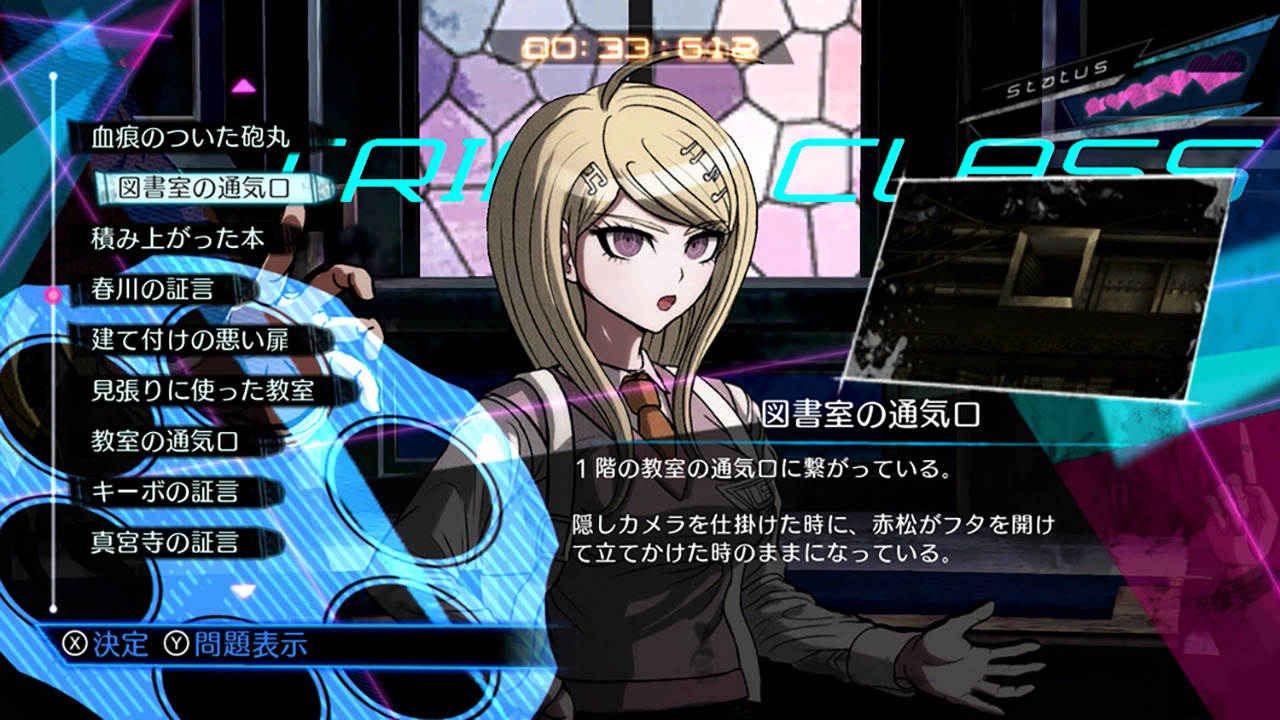 00:33:612
status
TRI CLASS
血痕のついた砲丸
図書室の通気口
積み上がった本
春川の証言
建て付けの悪い扉
見張りに使った教室
教室の通気口
キーボの証言
真宮寺の証言
図書室の通気口
1階の教室の通気口に繋がっている。
隠しカメラを仕掛けた時に、赤松がフタを開け
て立てかけた時のままになっている。
Ⓧ決定 Ⓨ問題表示